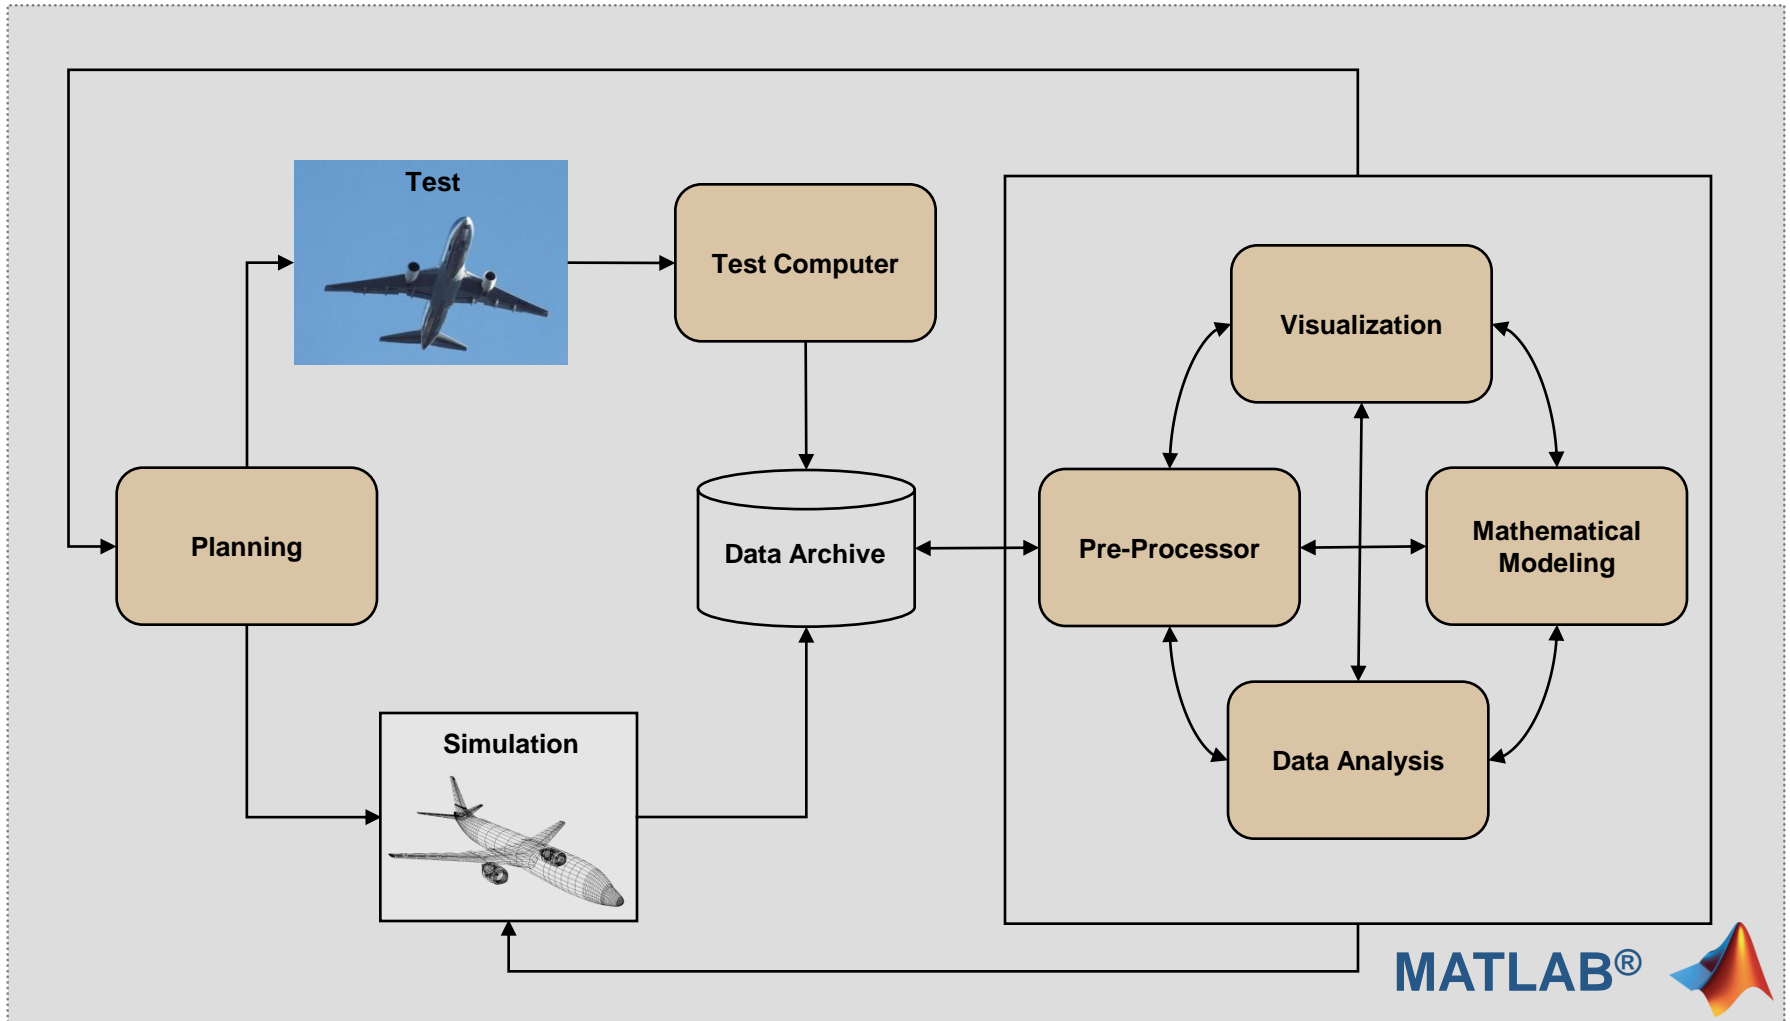 Test
Test Computer
Visualization
Planning
Data Archive
Pre-Processor
Mathematical
Modeling
Simulation
Data Analysis
MATLAB®